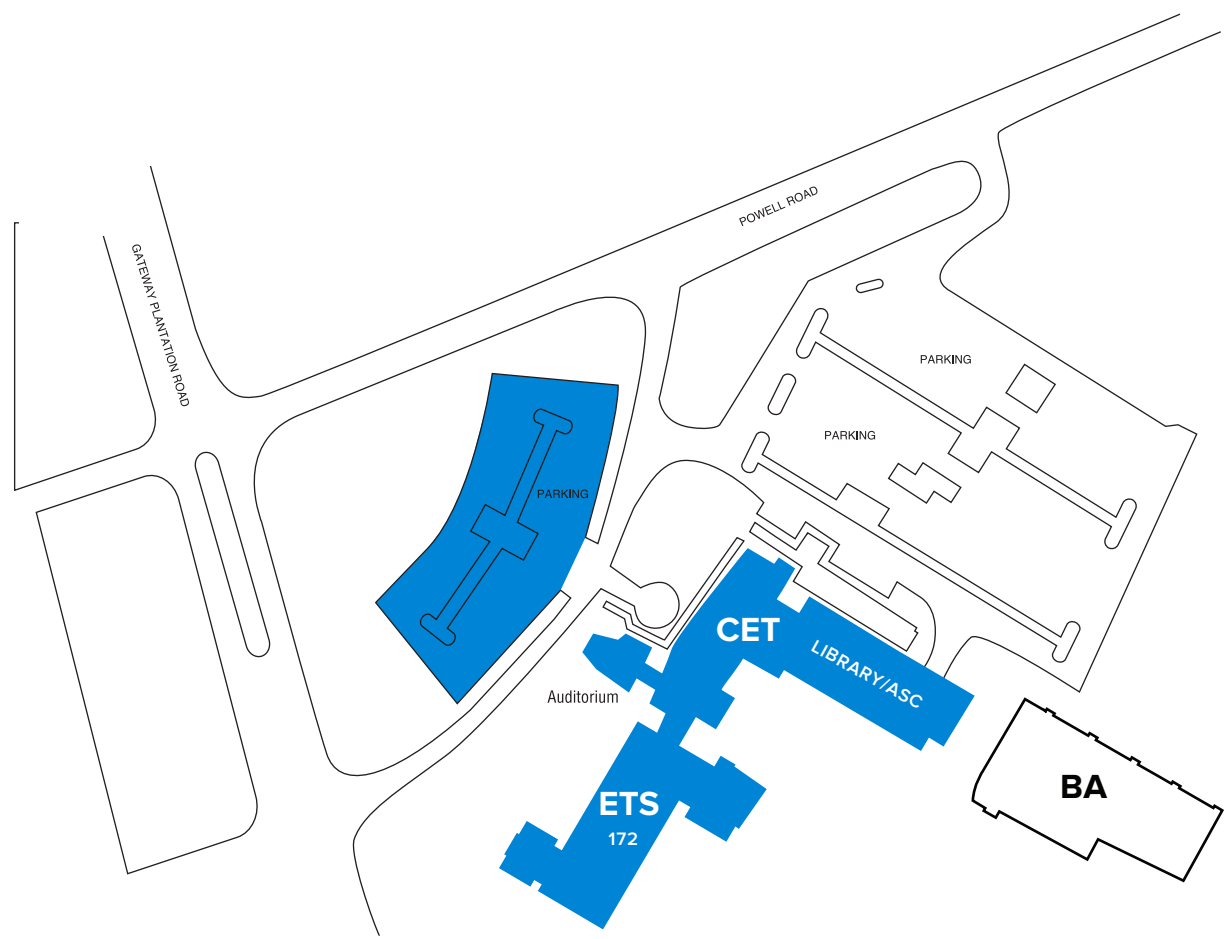 POWELL ROAD
GATEWAY PLANTATION ROAD
PARKING
PARKING
PARKING
CET
LIBRARY/ASC
Auditorium
BA
ETS
172